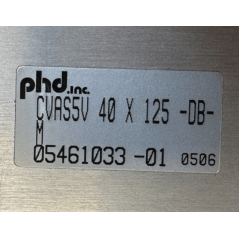 phd.inc.
CVAS5V 40 X 125 -DB-
M
05461033 -01 0506